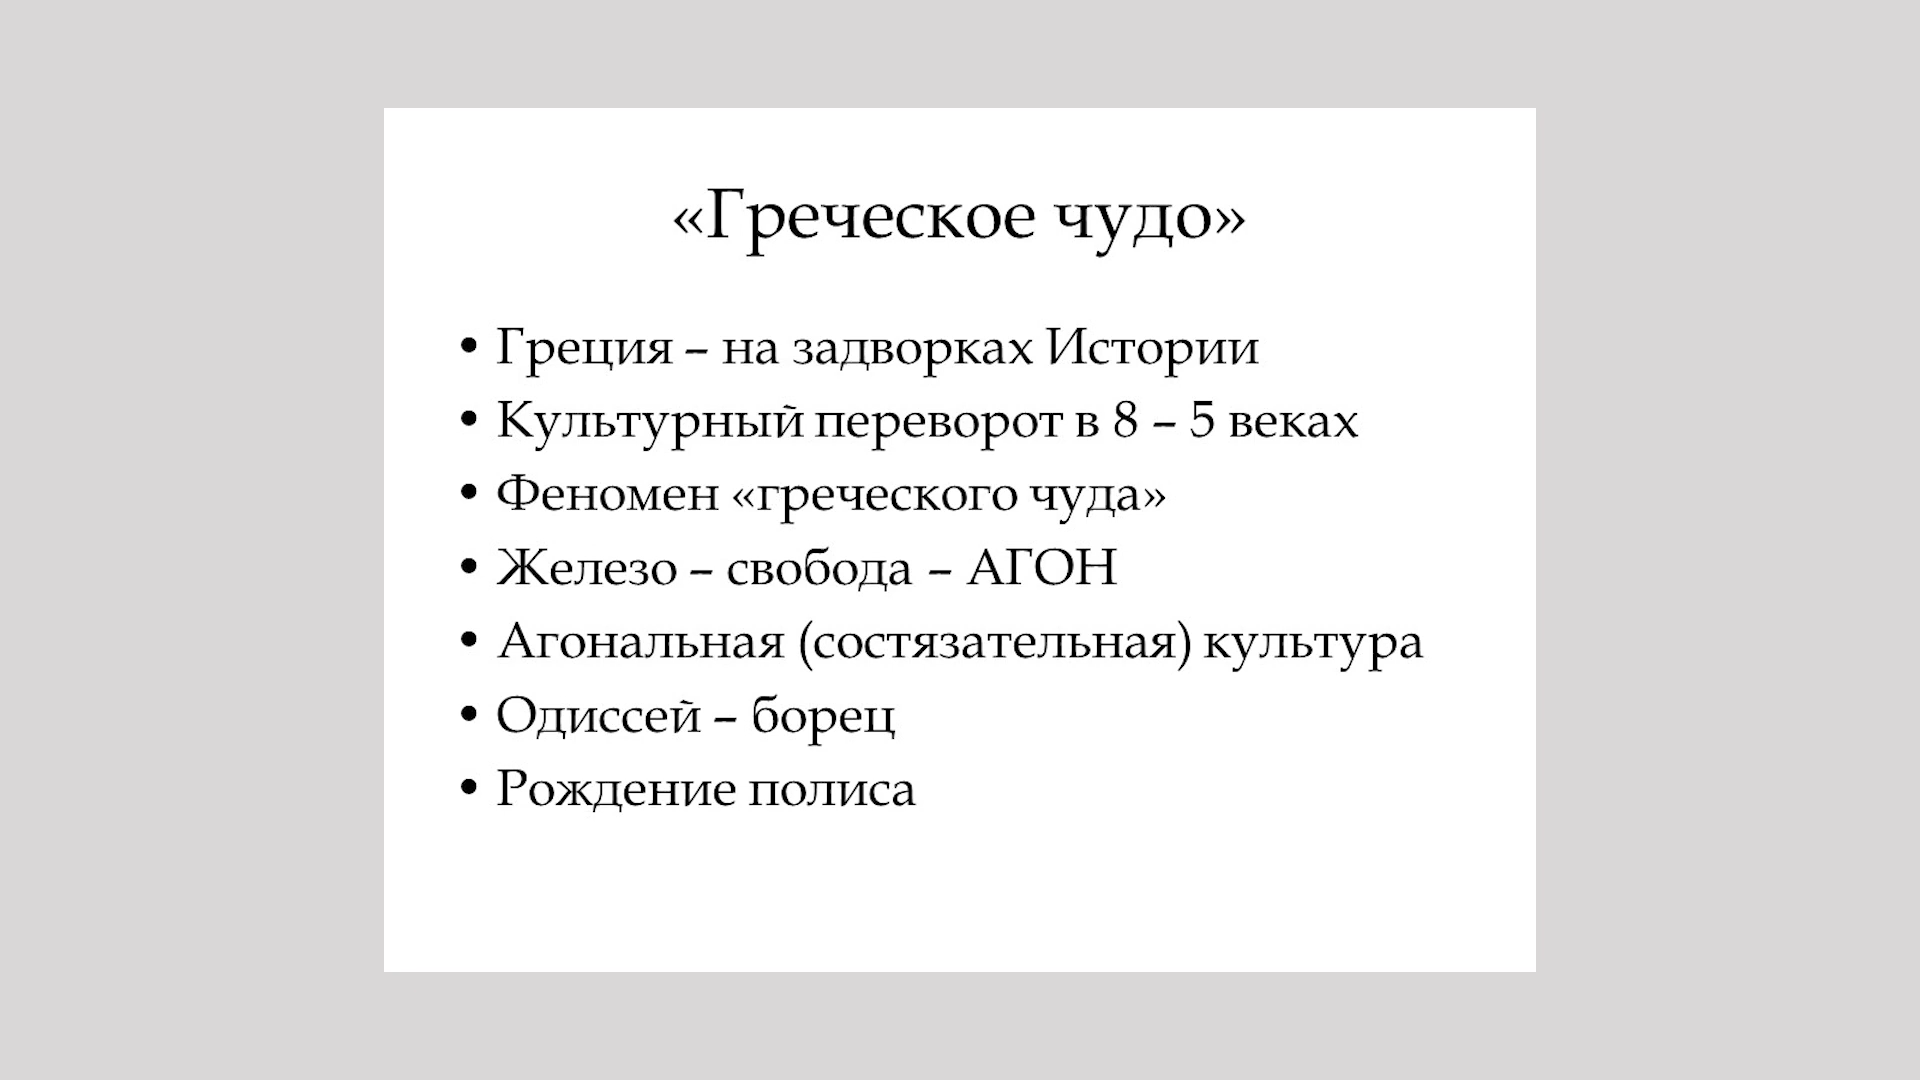 «Греческое чудо»
• Греция – на задворках Истории
• Культурный переворот в 8 – 5 веках
• Феномен «греческого чуда»
• Железо – свобода – АГОН
• Агональная (состязательная) культура
• Одиссей – борец
• Рождение полиса